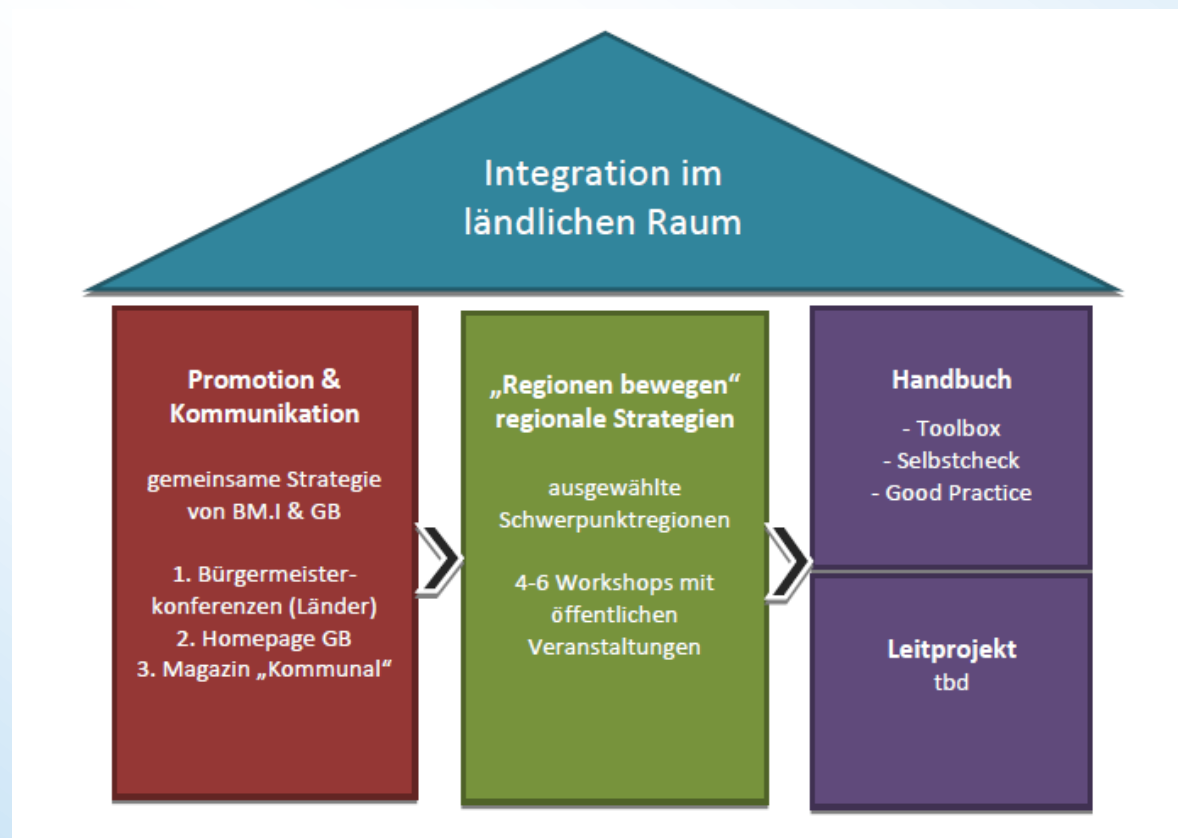 Integration im
ländlichen Raum
Promotion &
Kommunikation
gemeinsame Strategie
von BM.I & GB
1. Bürgermeister-
konferenzen (Länder)
2. Homepage GB
3. Magazin „Kommunal“
„Regionen bewegen“
regionale Strategien
ausgewählte
Schwerpunktregionen
4-6 Workshops mit
öffentlichen
Veranstaltungen
Handbuch
- Toolbox
- Selbstcheck
- Good Practice
Leitprojekt
tbd